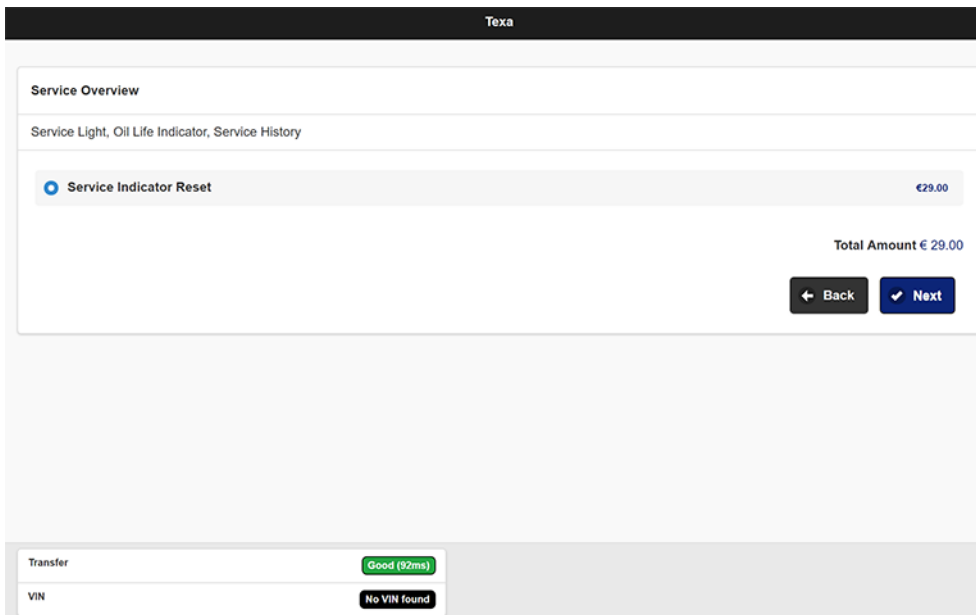 Texa
Service Overview
Service Light, Oil Life Indicator, Service History
Service Indicator Reset €29.00
Total Amount € 29.00
Back Next
Transfer Good (92ms)
VIN No VIN found